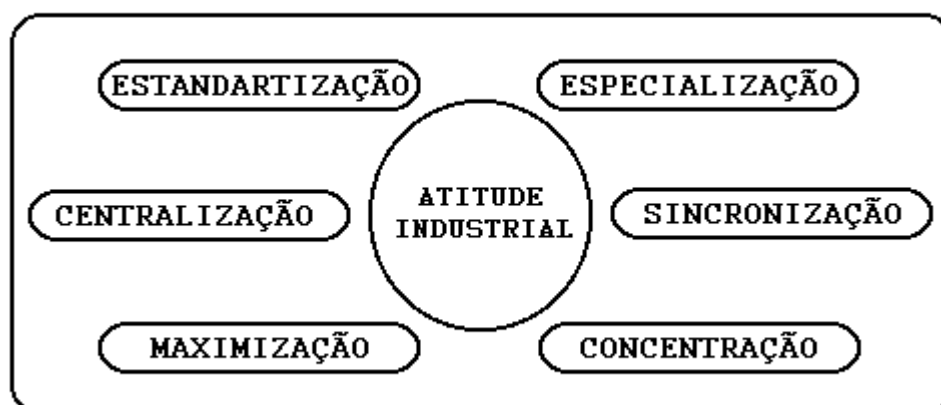 ESTANDARTIZAÇÃO
ESPECIALIZAÇÃO
ATITUDE
INDUSTRIAL
CENTRALIZAÇÃO
SINCRONIZAÇÃO
MAXIMIZAÇÃO
CONCENTRAÇÃO